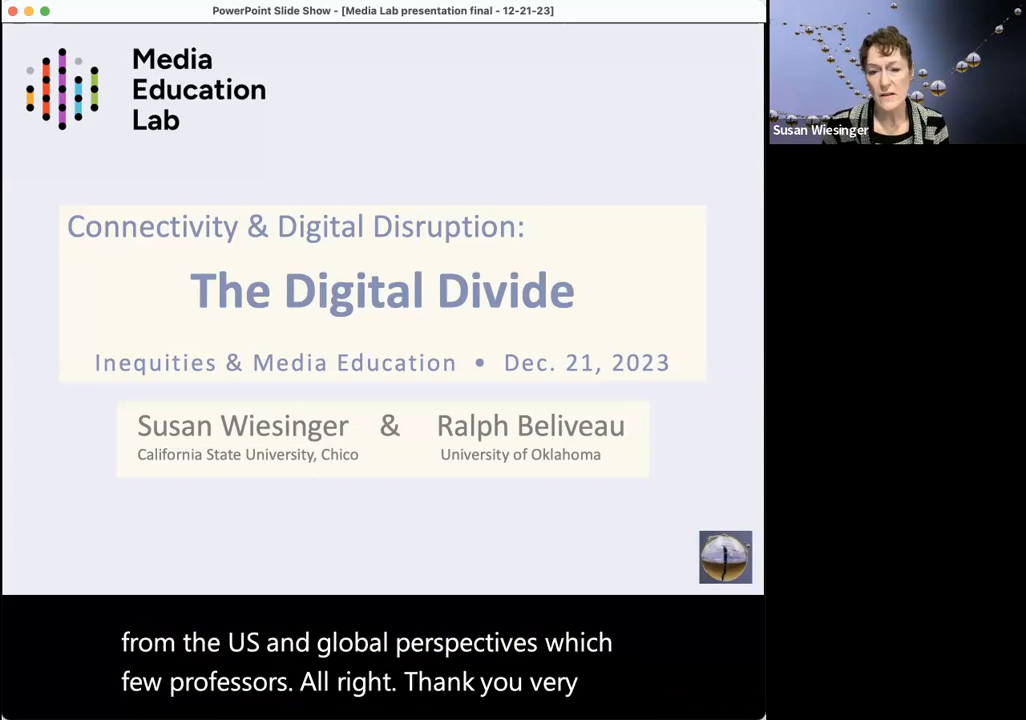 PowerPoint Slide Show - [Media Lab presentation final - 12-21-23]
Media
Education
Lab
Susan Wiesinger
Connectivity & Digital Disruption:
The Digital Divide
Inequities & Media Education • Dec. 21, 2023
Susan Wiesinger & Ralph Beliveau
California State University, Chico University of Oklahoma
from the US and global perspectives which
few professors. All right. Thank you very